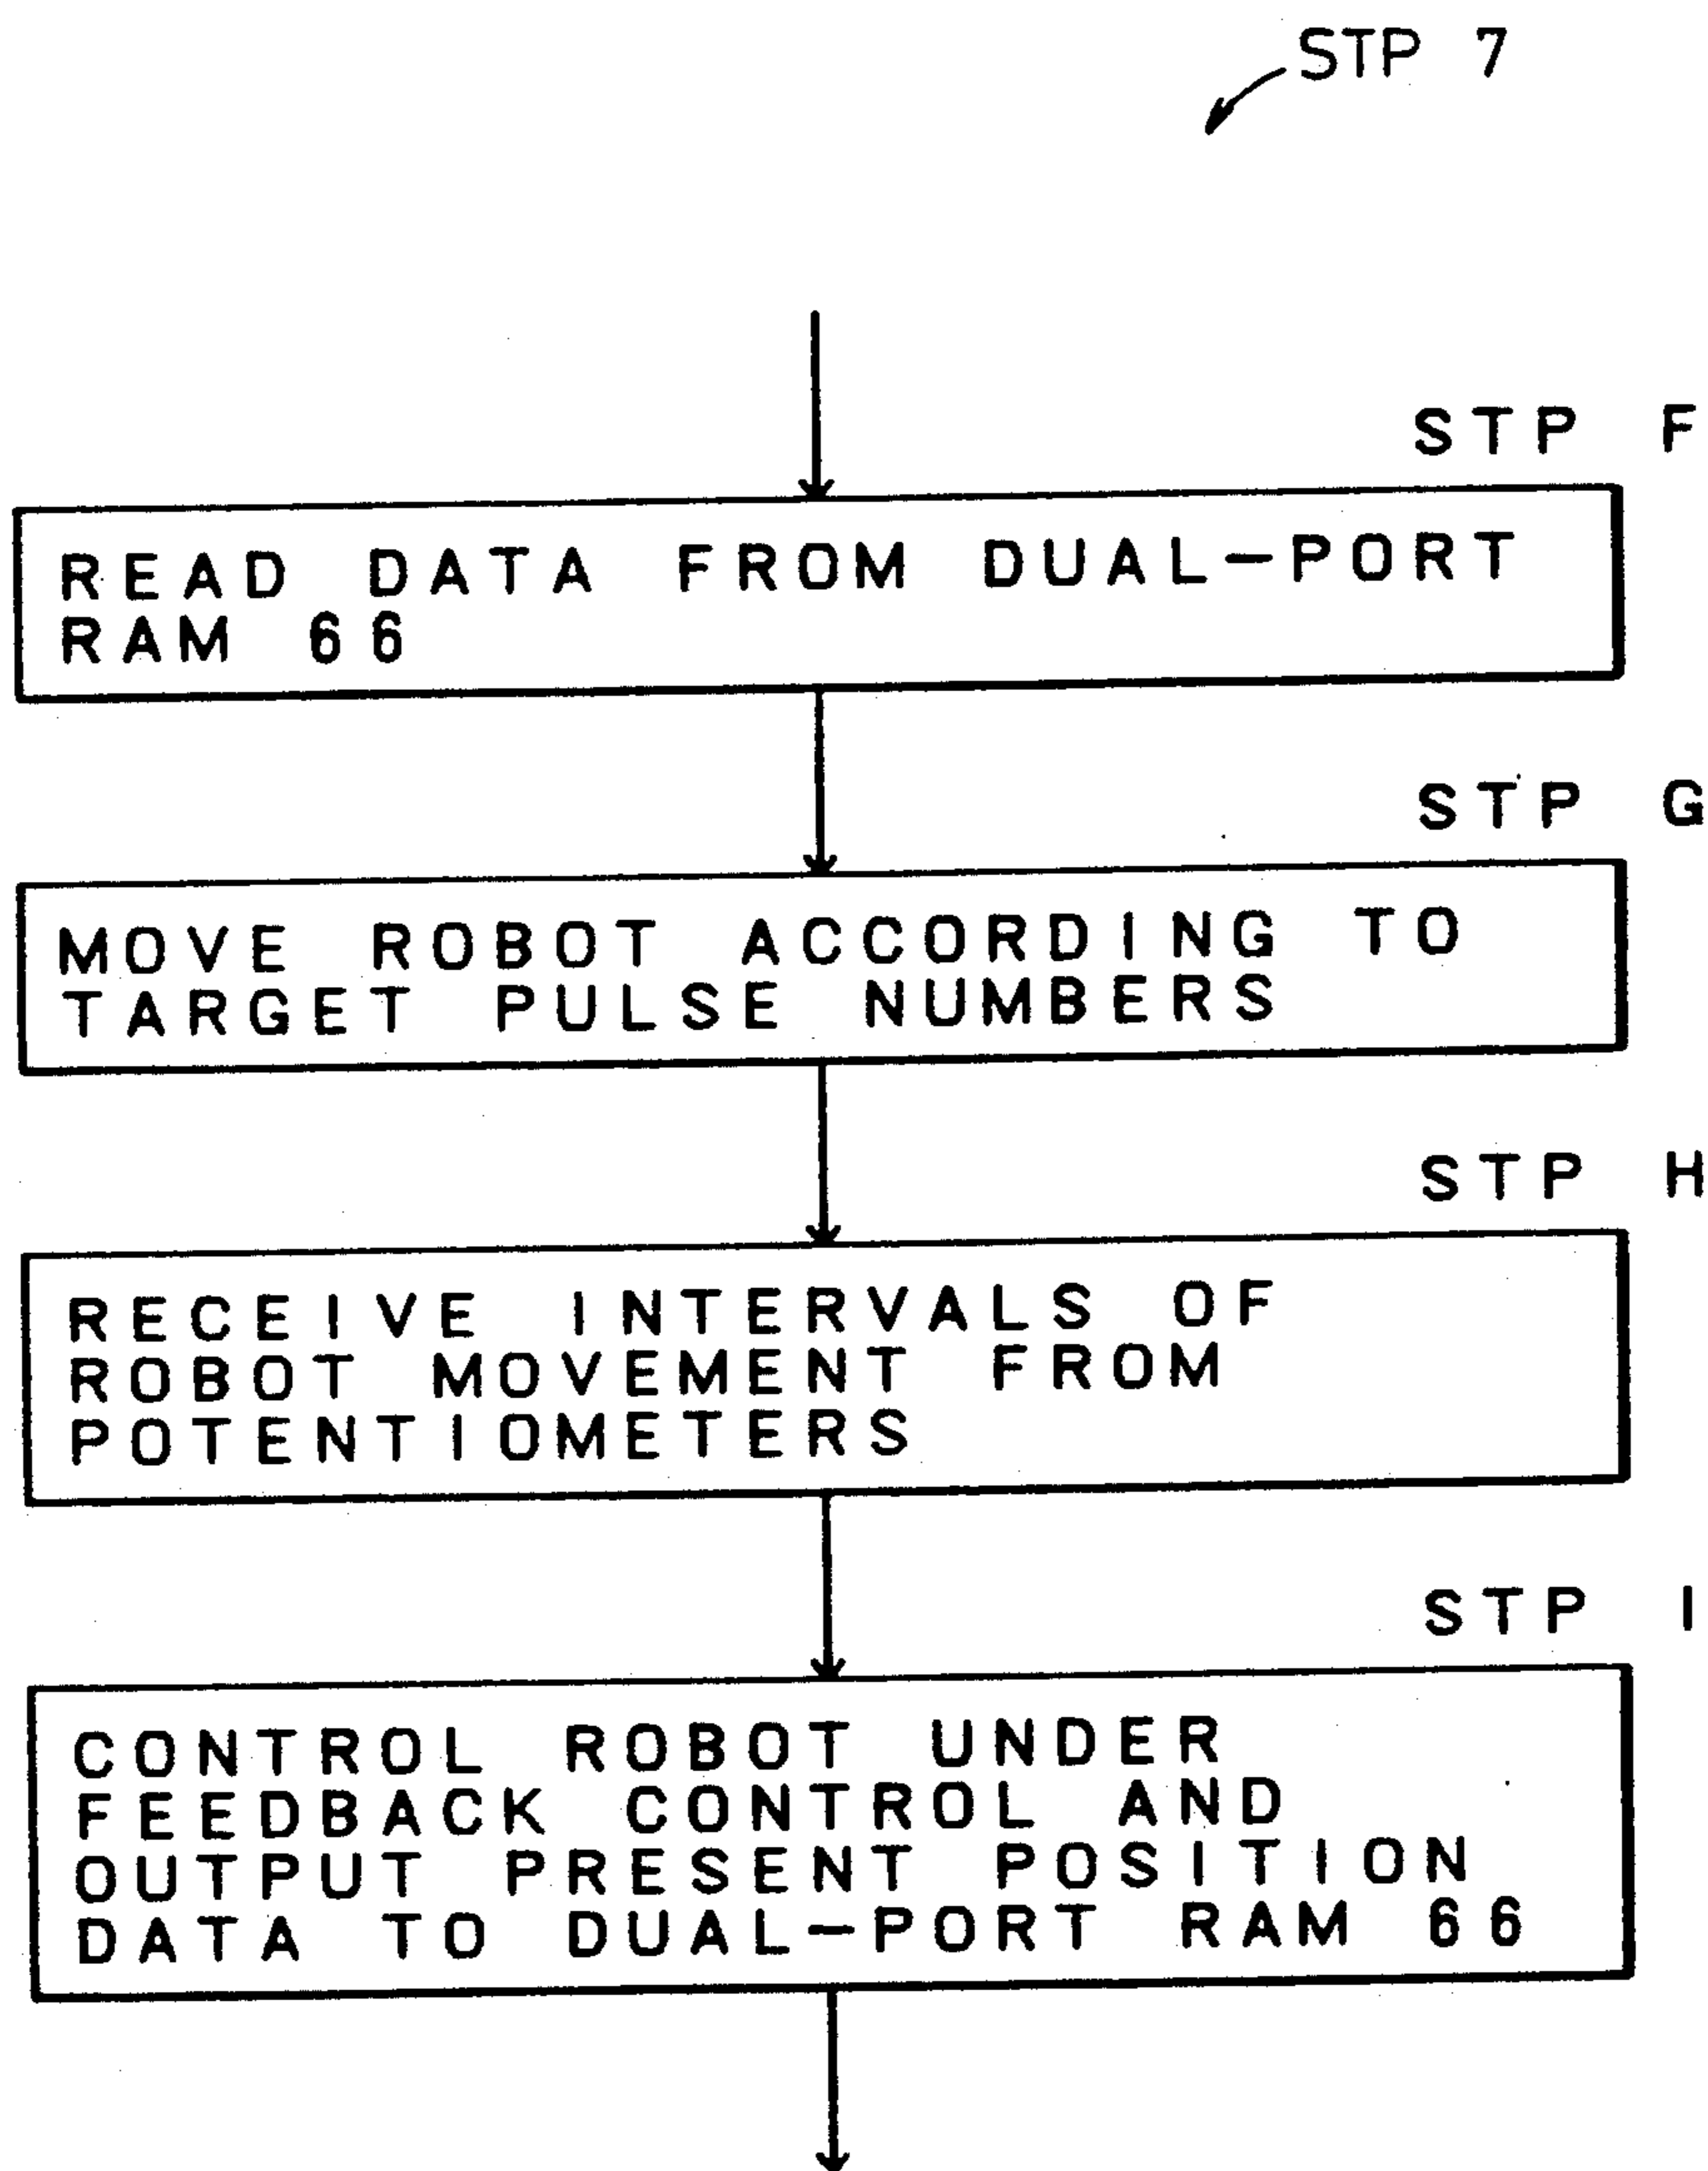 STP 7
STP F
READ DATA FROM DUAL-PORT
RAM 66
STP G
MOVE ROBOT ACCORDING TO
TARGET PULSE NUMBERS
STP H
RECEIVE INTERVALS OF
ROBOT MOVEMENT FROM
POTENTIOMETERS
STP I
CONTROL ROBOT UNDER
FEEDBACK CONTROL AND
OUTPUT PRESENT POSITION
DATA TO DUAL-PORT RAM 66